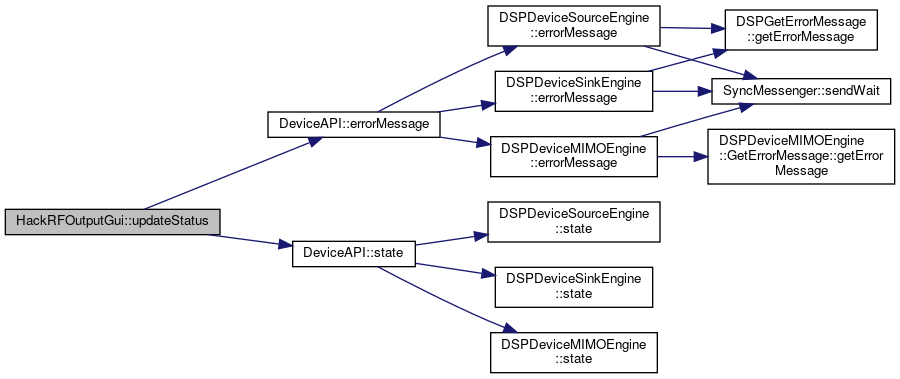 HackRFOutputGui::updateStatus
DeviceAPI::errorMessage
DSPDeviceSourceEngine
::errorMessage
DSPGetErrorMessage
::getErrorMessage
SyncMessenger::sendWait
DSPDeviceSinkEngine
::errorMessage
DSPDeviceMIMOEngine
::errorMessage
DSPDeviceMIMOEngine
::GetErrorMessage::getError
Message
DeviceAPI::state
DSPDeviceSourceEngine
::state
DSPDeviceSinkEngine
::state
DSPDeviceMIMOEngine
::state